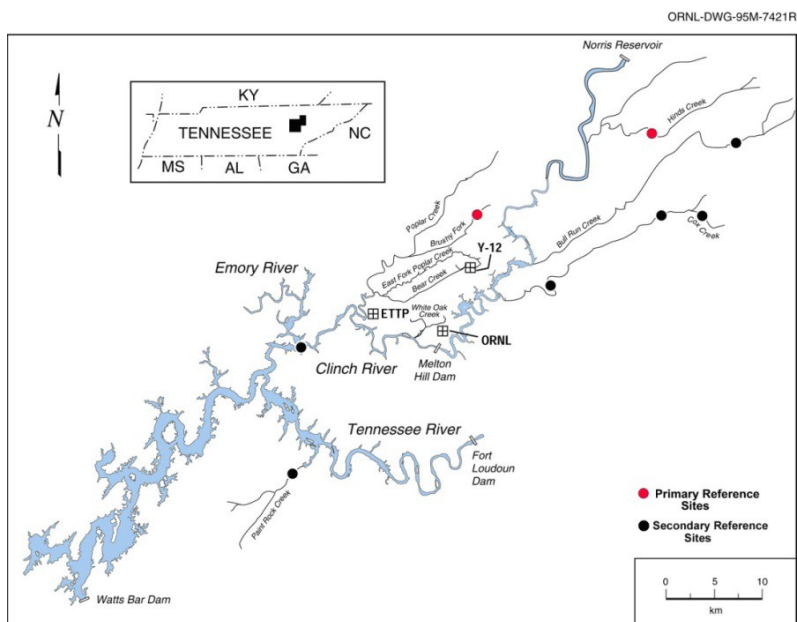 ORNL-DWG-95M-7421R
Norris Reservoir
N
KY
TENNESSEE
NC
MS
AL
GA
Hinds Creek
Poplar Creek
Brushy Fork
Bull Run Creek
Cox Creek
Y-12
East Fork Poplar Creek
Bear Creek
Emory River
ETTP
White Oak
Creek
ORNL
Clinch River
Melton
Hill Dam
Tennessee River
Fort
Loudoun
Dam
Paint Rock Creek
Primary Reference
Sites
Secondary Reference
Sites
0 5 10
km
Watts Bar Dam